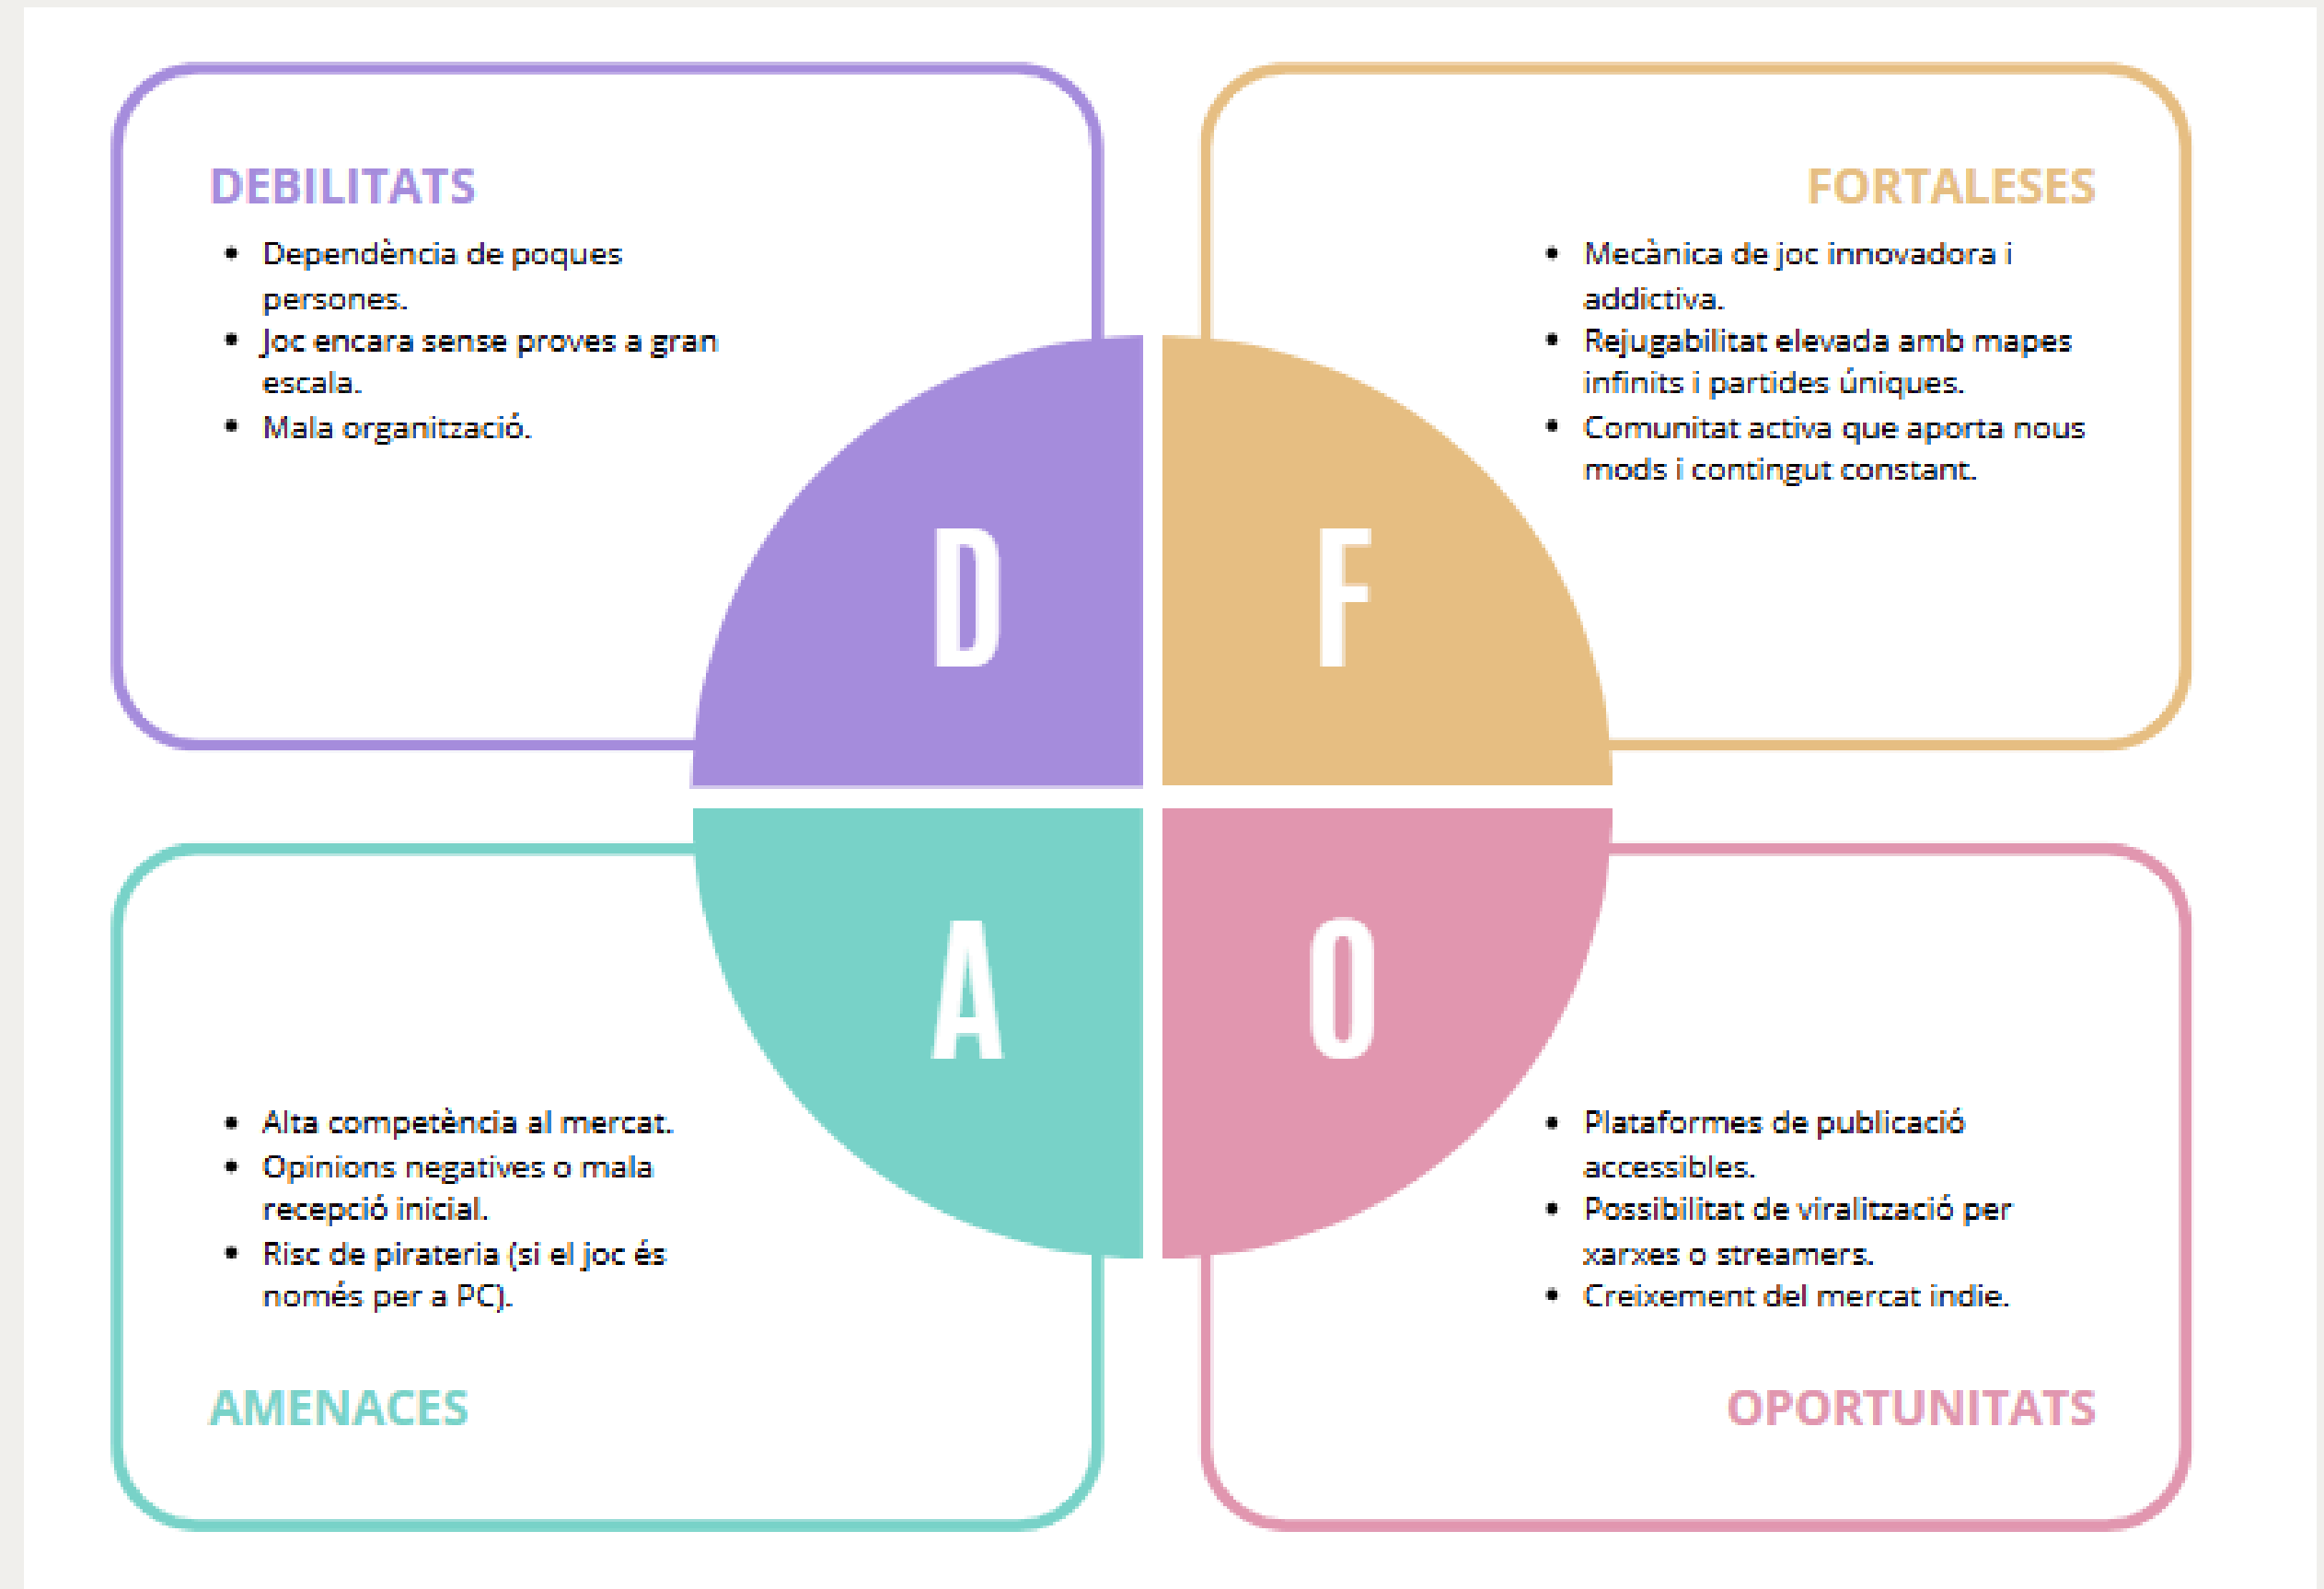 DEBILITATS
• Dependència de poques
persones.
• Joc encara sense proves a gran
escala.
• Mala organització.
FORTALESES
• Mecànica de joc innovadora i
addictiva.
• Rejugabilitat elevada amb mapes
infinits i partides úniques.
• Comunitat activa que aporta nous
mods i contingut constant.
D
F
A
O
• Alta competència al mercat.
• Opinions negatives o mala
recepció inicial.
• Risc de pirateria (si el joc és
només per a PC).
AMENACES
• Plataformes de publicació
accessibles.
• Possibilitat de viralització per
xarxes o streamers.
• Creixement del mercat indie.
OPORTUNITATS